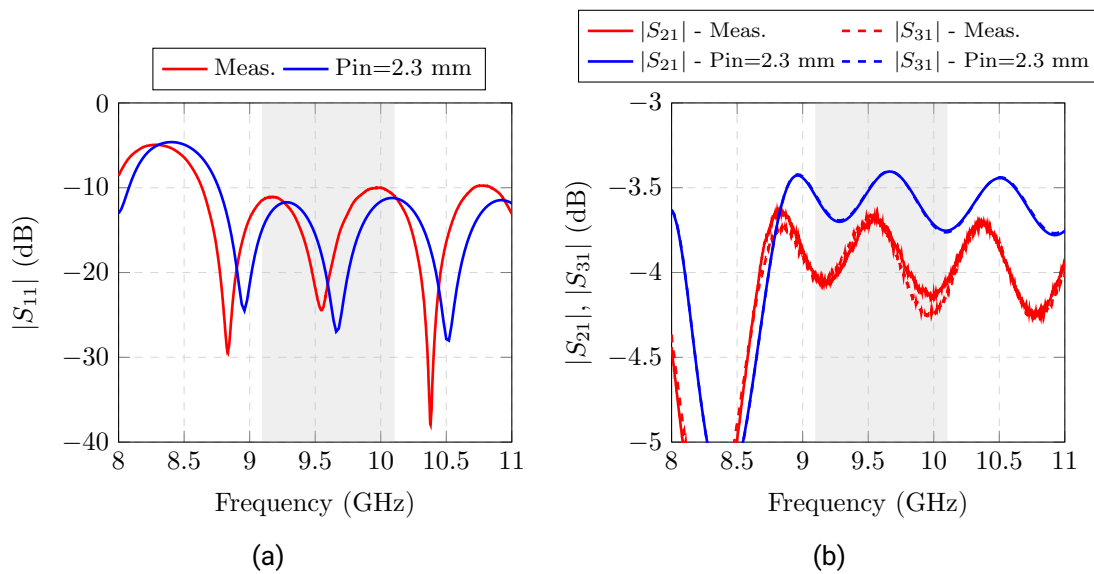 Meas. Pin=2.3 mm
0
−10
−20
−30
−40
|S11| (dB)
8 8.5 9 9.5 10 10.5 11
Frequency (GHz)
(a)
|S21| - Meas. |S31| - Meas.
|S21| - Pin=2.3 mm |S31| - Pin=2.3 mm
−3
−3.5
−4
−4.5
−5
|S21|, |S31| (dB)
8 8.5 9 9.5 10 10.5 11
Frequency (GHz)
(b)